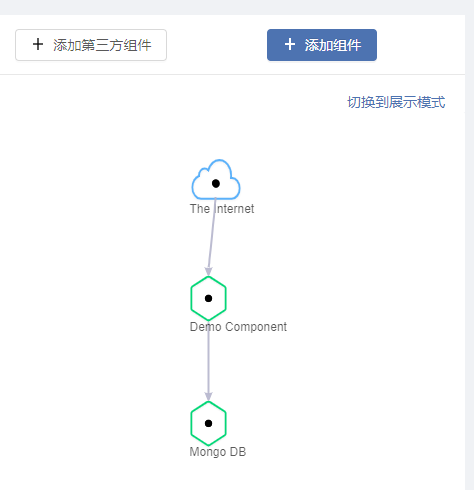 + 添加第三方组件
+ 添加组件
切换到展示模式
The Internet
Demo Component
Mongo DB